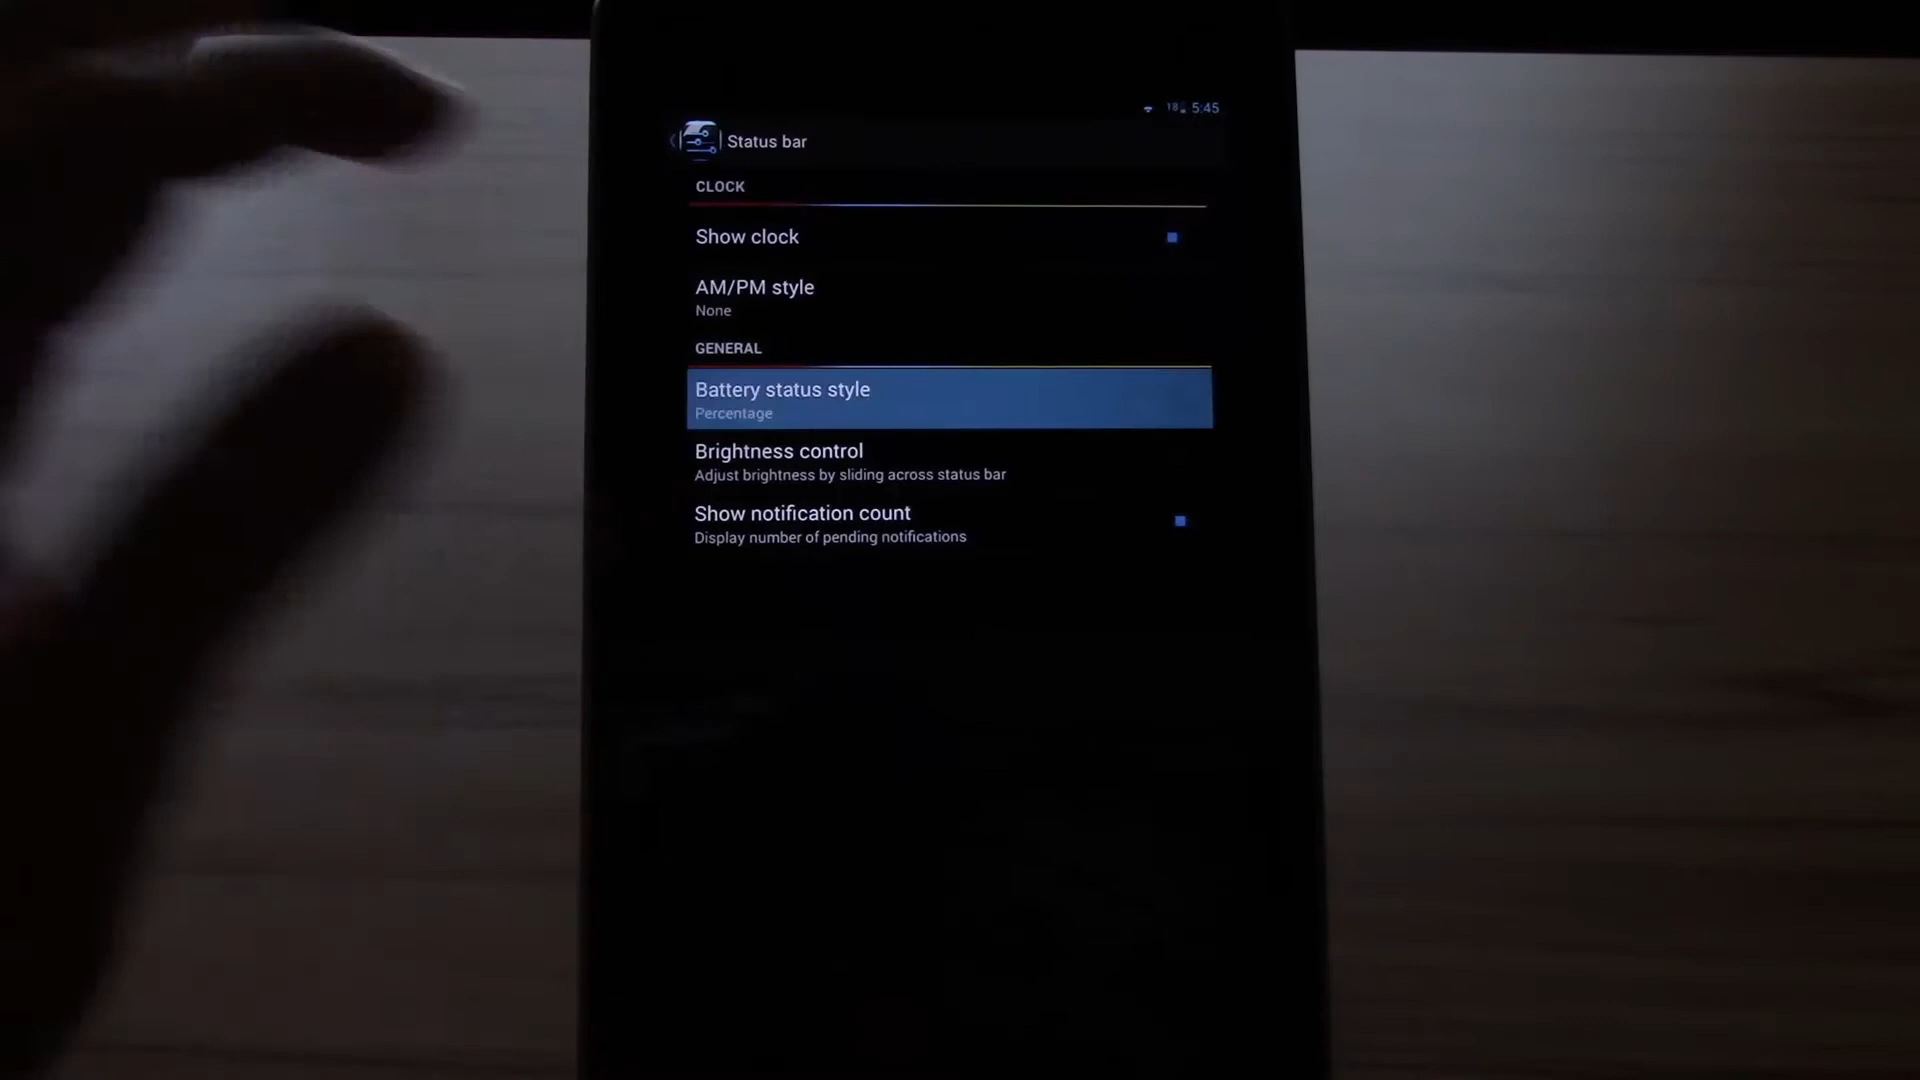 18 5:45
Status bar
CLOCK
Show clock
AM/PM style
None
GENERAL
Battery status style
Percentage
Brightness control
Adjust brightness by sliding across status bar
Show notification count
Display number of pending notifications